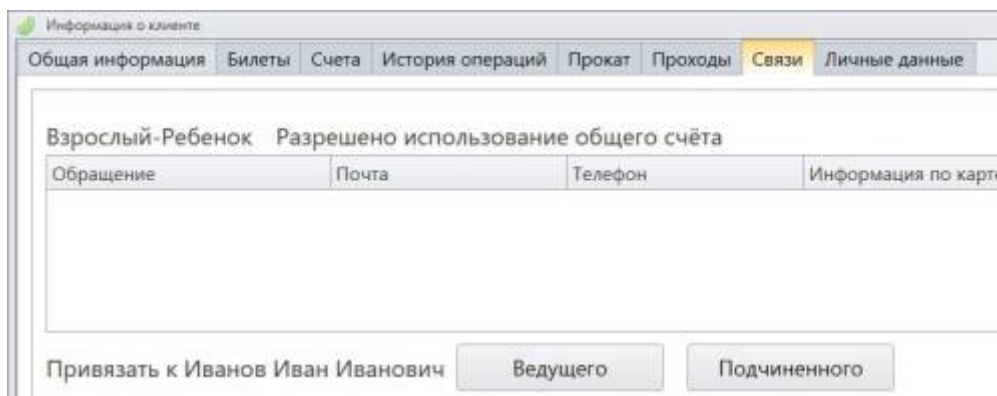 Информация о клиенте
Общая информация Билеты Счета История операций Прокат Проходы Связи Личные данные
Взрослый-Ребенок Разрешено использование общего счёта
Обращение Почта Телефон Информация по карте
Привязать к Иванов Иван Иванович Ведущего Подчиненного